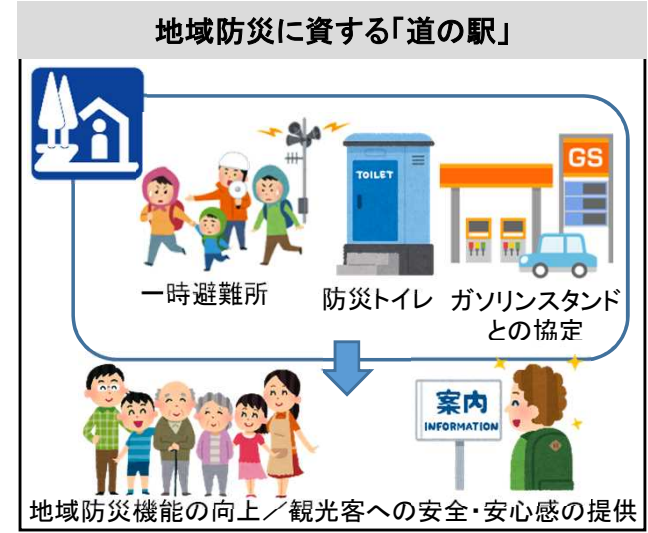 地域防災に資する「道の駅」
TOILET
GS
一時避難所
防災トイレ
ガソリンスタンド
との協定
案内
INFORMATION
地域防災機能の向上／観光客への安全・安心感の提供